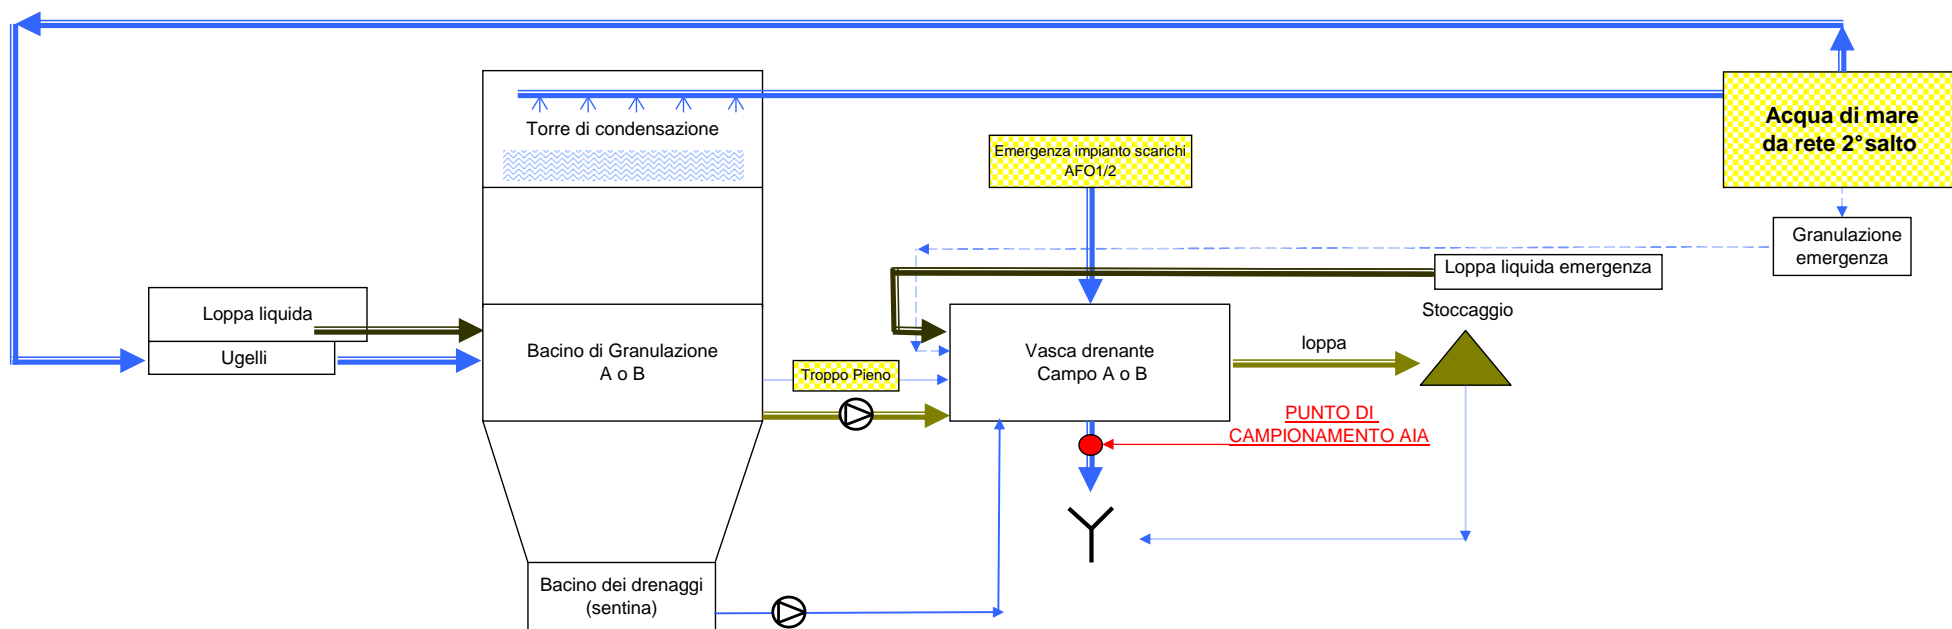 Torre di condensazione
Acqua di mare
da rete 2°salto
Emergenza impianto scarichi
AFO1/2
Granulazione
emergenza
Loppa liquida emergenza
Loppa liquida
Ugelli
Bacino di Granulazione
A o B
Troppo Pieno
Vasca drenante
Campo A o B
loppa
Stoccaggio
PUNTO DI
CAMPIONAMENTO AIA
Bacino dei drenaggi
(sentina)